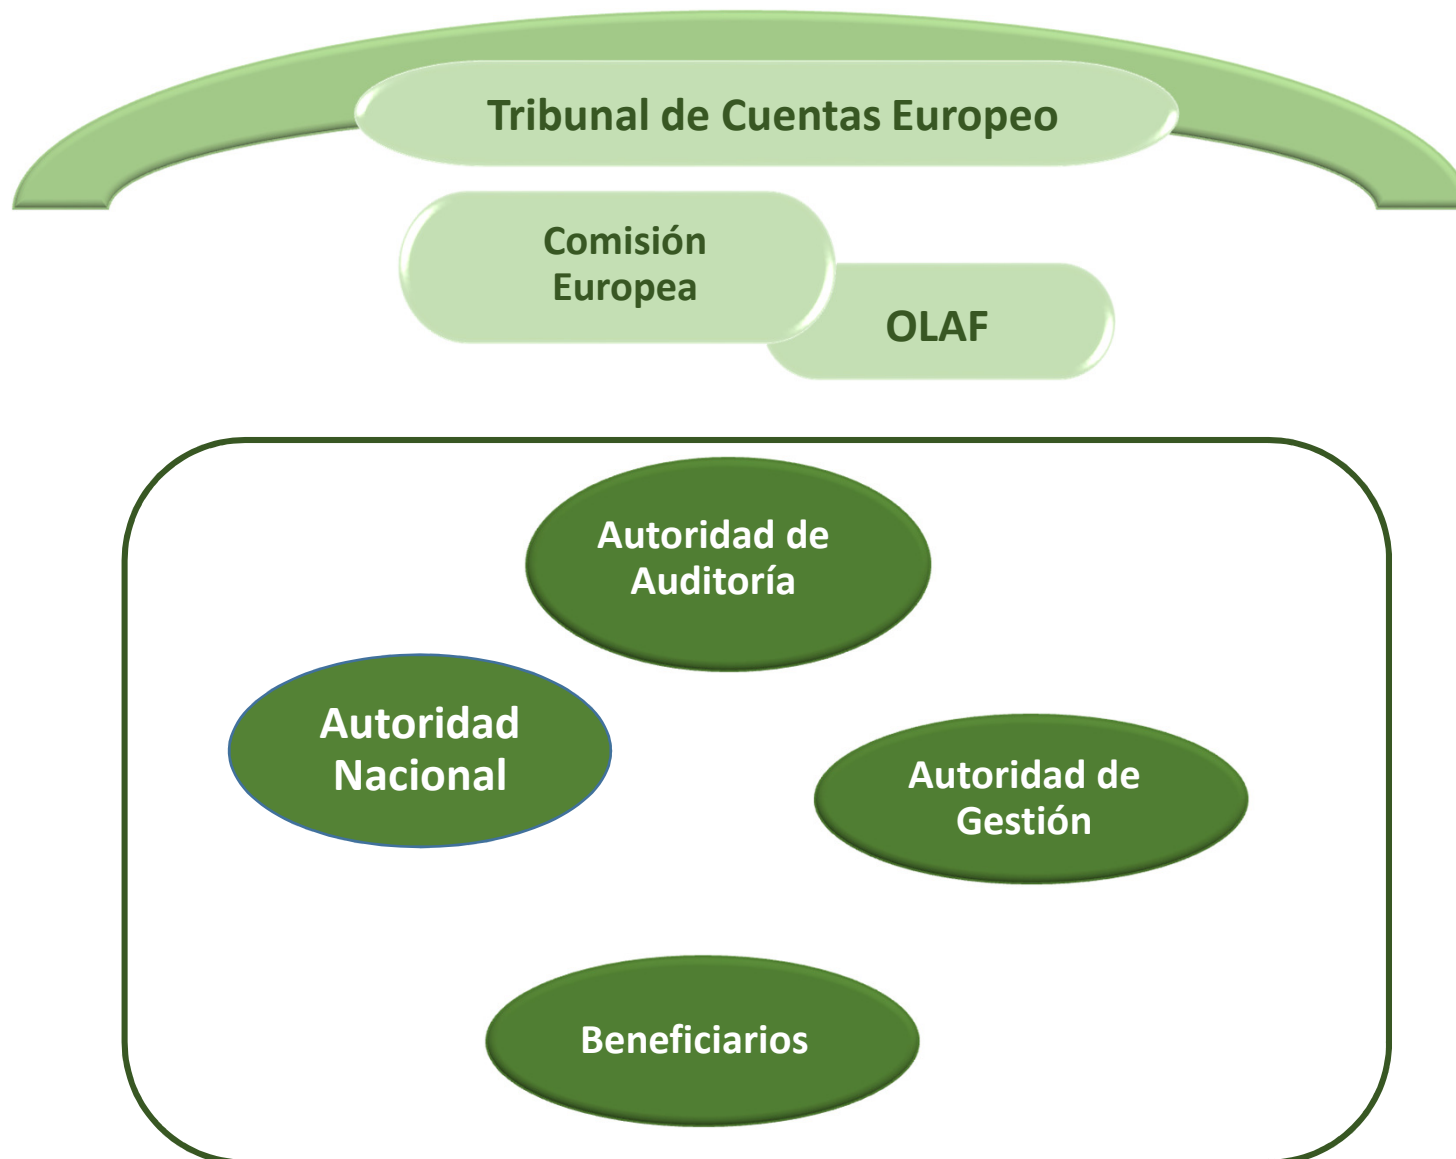 Tribunal de Cuentas Europeo
Comisión
Europea
OLAF
Autoridad de
Auditoría
Autoridad
Nacional
Autoridad de
Gestión
Beneficiarios